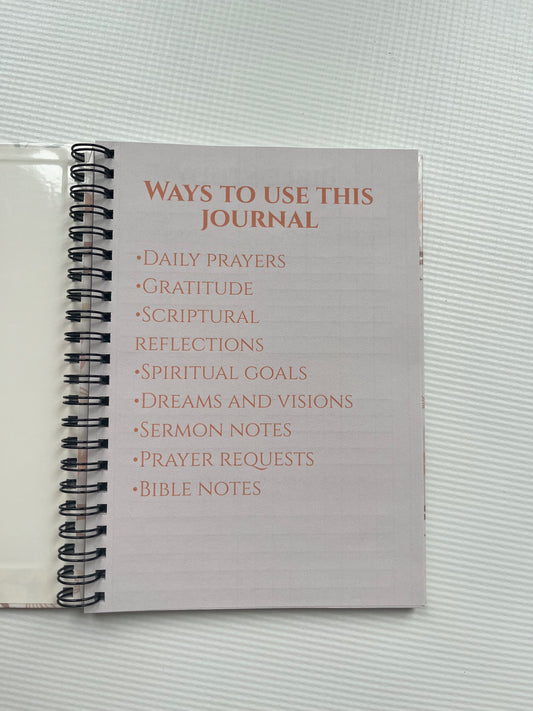 WAYS TO USE THIS
JOURNAL
•DAILY PRAYERS
•GRATITUDE
•SCRIPTURAL
REFLECTIONS
•SPIRITUAL GOALS
•DREAMS AND VISIONS
•SERMON NOTES
•PRAYER REQUESTS
•BIBLE NOTES